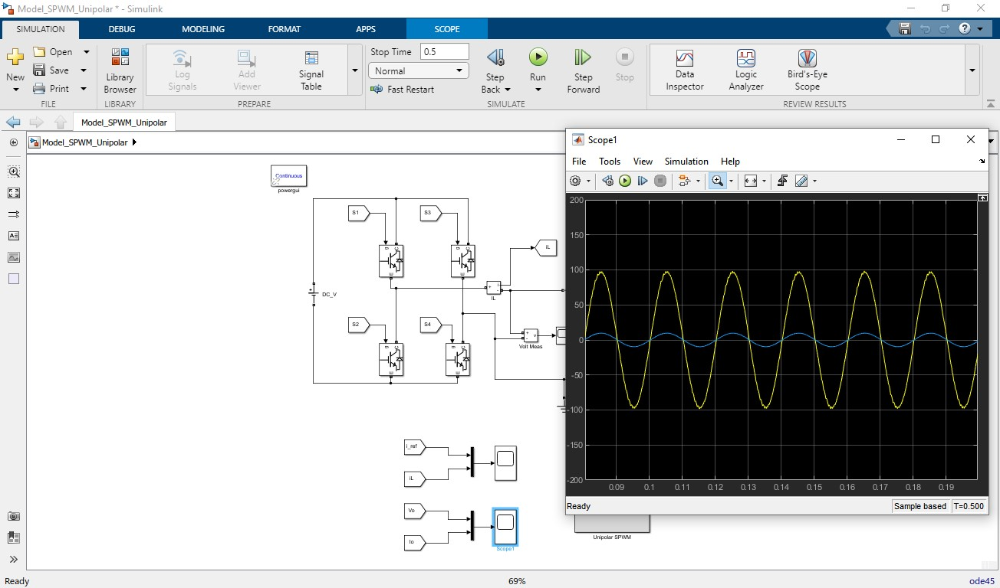 Model_SPWM_Unipolar * - Simulink
SIMULATION DEBUG MODELING FORMAT APPS SCOPE
New
Open
Save
Print
FILE
Library
Browser
LIBRARY
Log
Signals
Add
Viewer
Signal
Table
PREPARE
Stop Time 0.5
Normal
Fast Restart
Step
Back
Run
Step
Forward
Stop
SIMULATE
Data
Inspector
Logic
Analyzer
Bird's-Eye
Scope
REVIEW RESULTS
Model_SPWM_Unipolar
Model_SPWM_Unipolar
Continuous
powergui
S1
S3
g C
E
g C
E
iL
+ i
-
IL
DC_V
+
S2
S4
g C
E
g C
E
+ v
-
Volt Meas
i_ref
iL
Vo
Io
Scope1
Unipolar SPWM
Scope1
File Tools View Simulation Help
200
150
100
50
0
-50
-100
-150
-200
0.09 0.1 0.11 0.12 0.13 0.14 0.15 0.16 0.17 0.18 0.19
Ready
Sample based T=0.500
Ready
69%
ode45